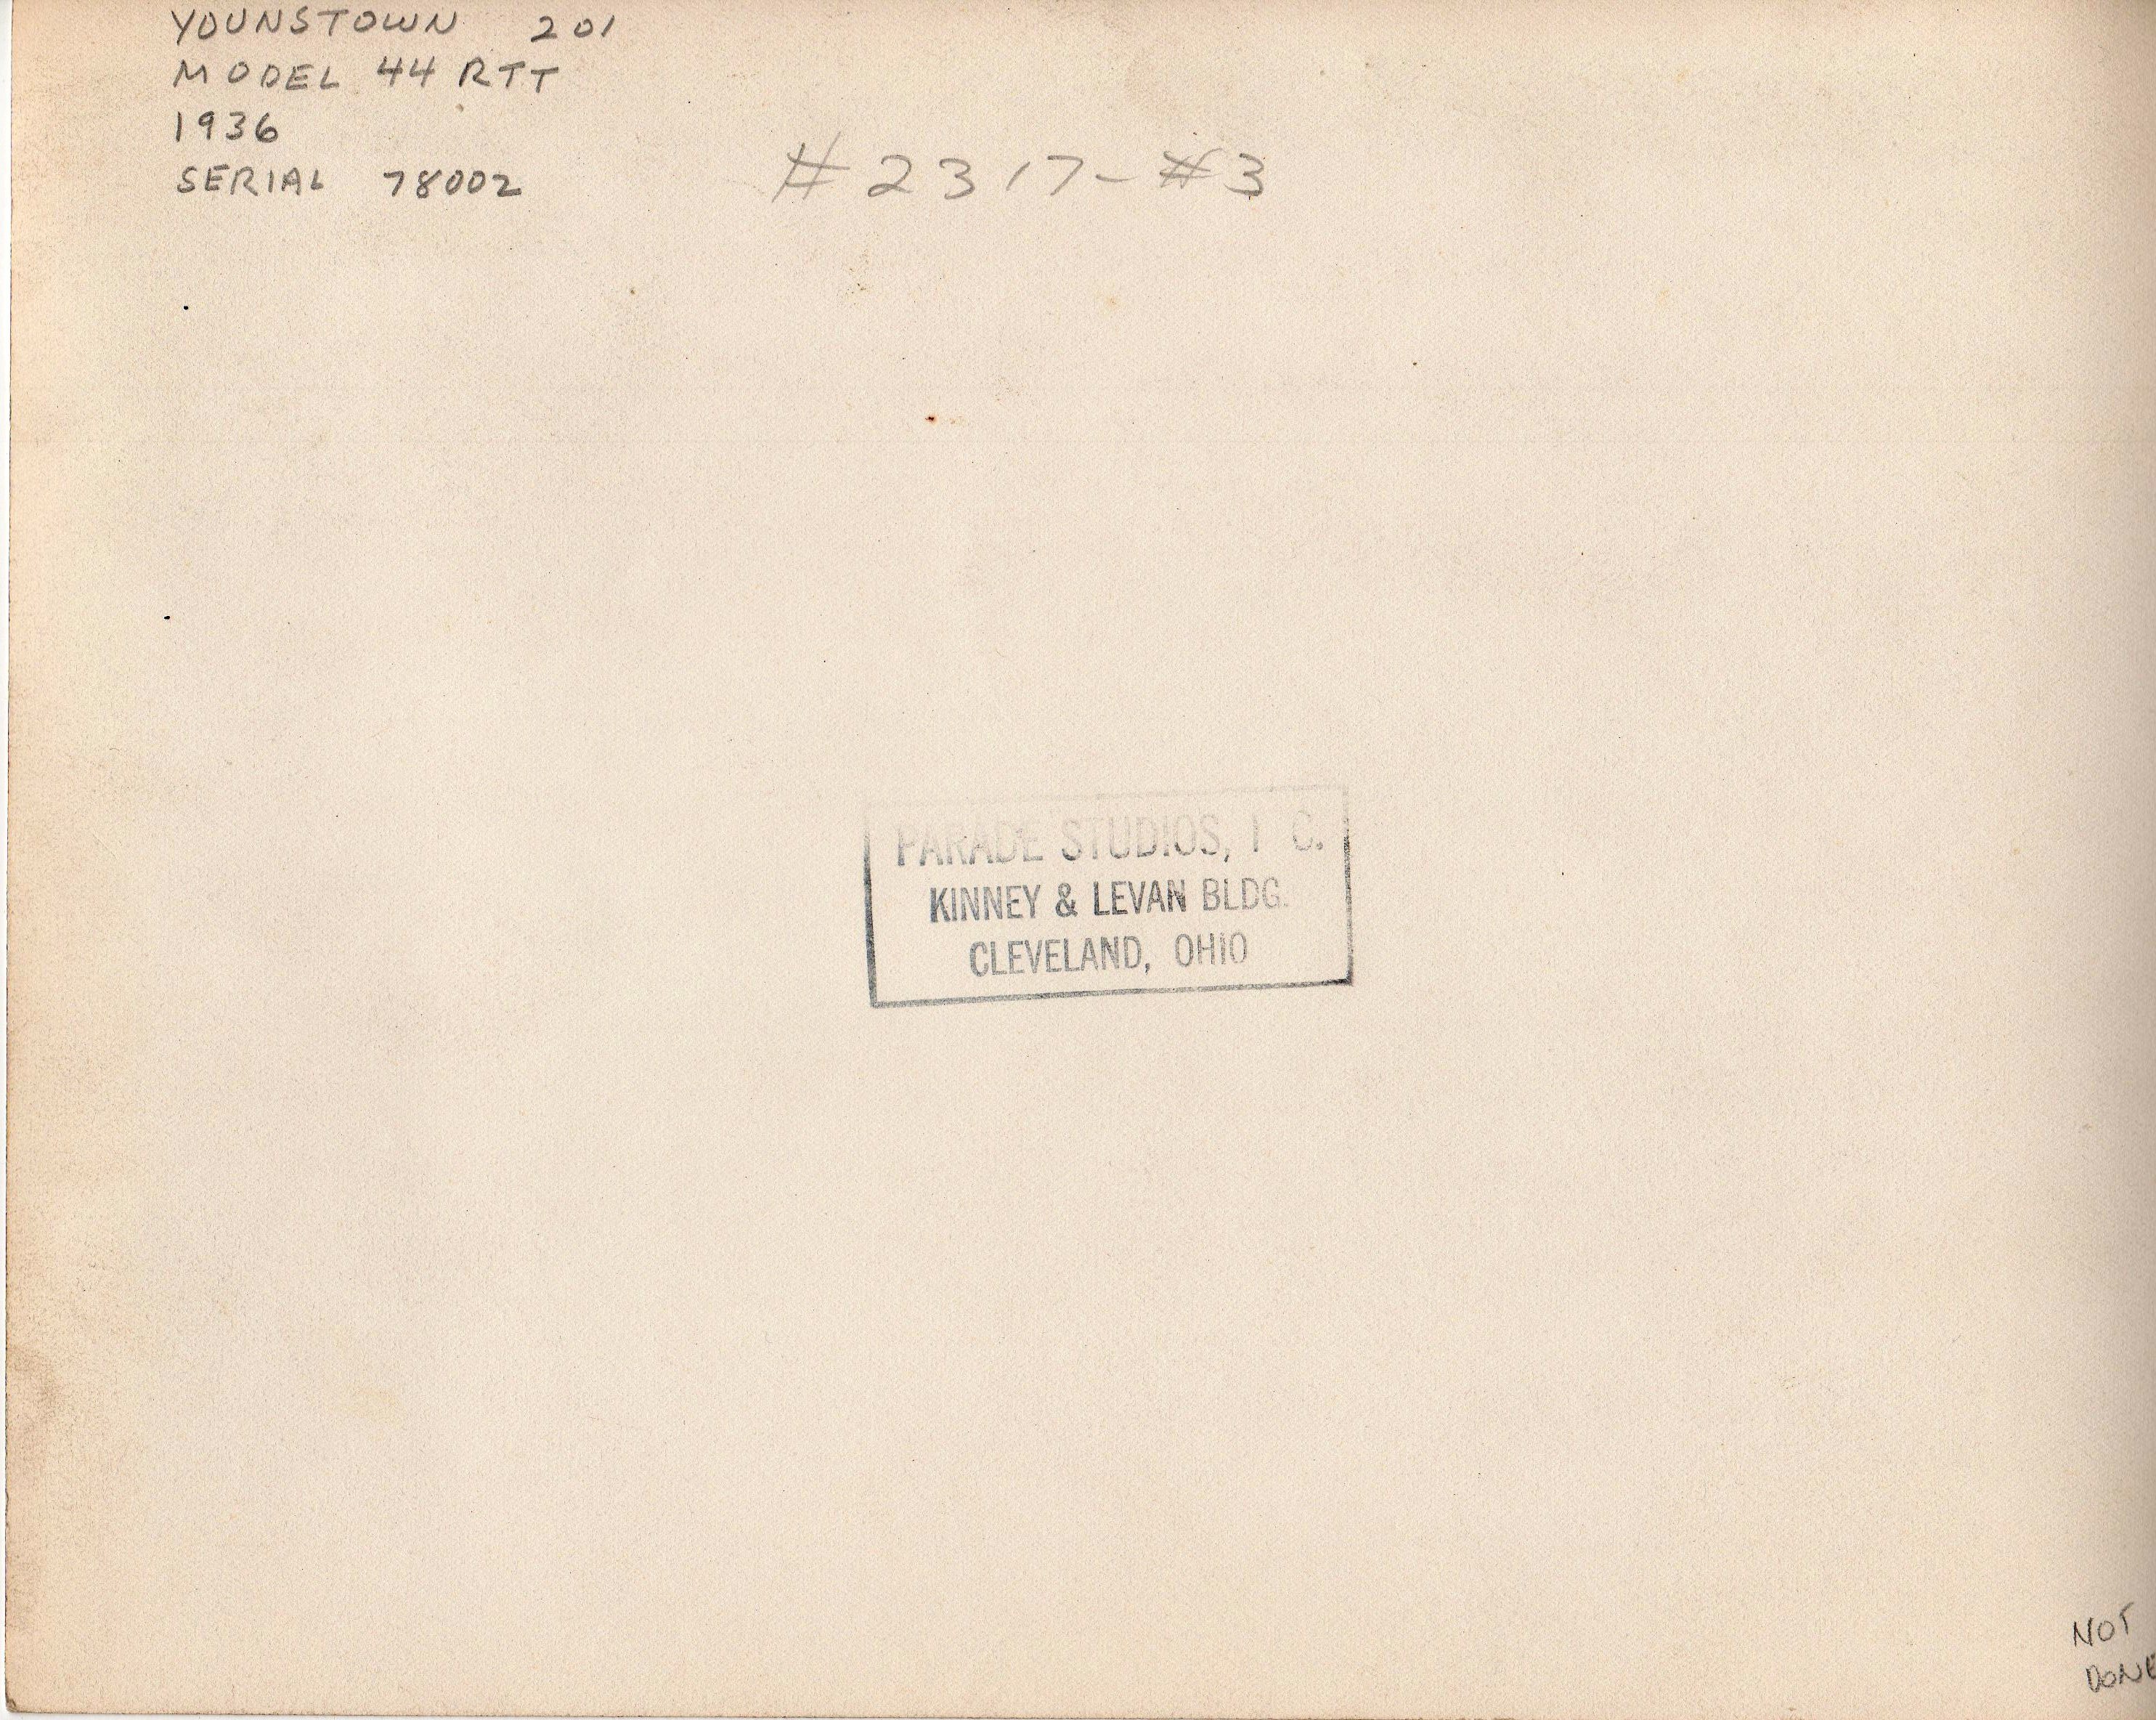 YOUNSTOWN 201
MODEL 44 RTT
1936
SERIAL 78002
#2317-#3
PARADE STUDIOS, I C.
KINNEY & LEVAN BLDG.
CLEVELAND, OHIO
NOT
DONE